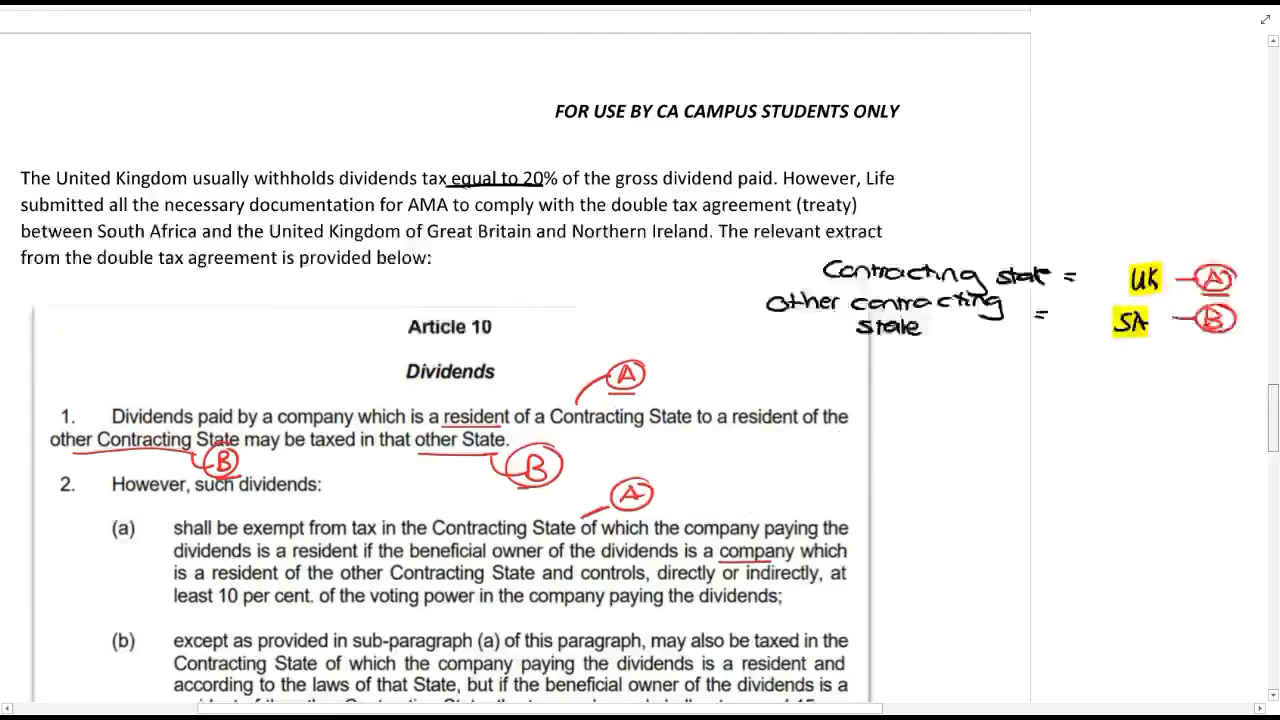 FOR USE BY CA CAMPUS STUDENTS ONLY
The United Kingdom usually withholds dividends tax equal to 20% of the gross dividend paid. However, Life
submitted all the necessary documentation for AMA to comply with the double tax agreement (treaty)
between South Africa and the United Kingdom of Great Britain and Northern Ireland. The relevant extract
from the double tax agreement is provided below:
Contracting state = UK A
Other contracting = SA B
state
Article 10
Dividends
A
1. Dividends paid by a company which is a resident of a Contracting State to a resident of the
other Contracting State may be taxed in that other State.
B B
2. However, such dividends:
A
(a) shall be exempt from tax in the Contracting State of which the company paying the
dividends is a resident if the beneficial owner of the dividends is a company which
is a resident of the other Contracting State and controls, directly or indirectly, at
least 10 per cent. of the voting power in the company paying the dividends;
(b) except as provided in sub-paragraph (a) of this paragraph, may also be taxed in the
Contracting State of which the company paying the dividends is a resident and
according to the laws of that State, but if the beneficial owner of the dividends is a